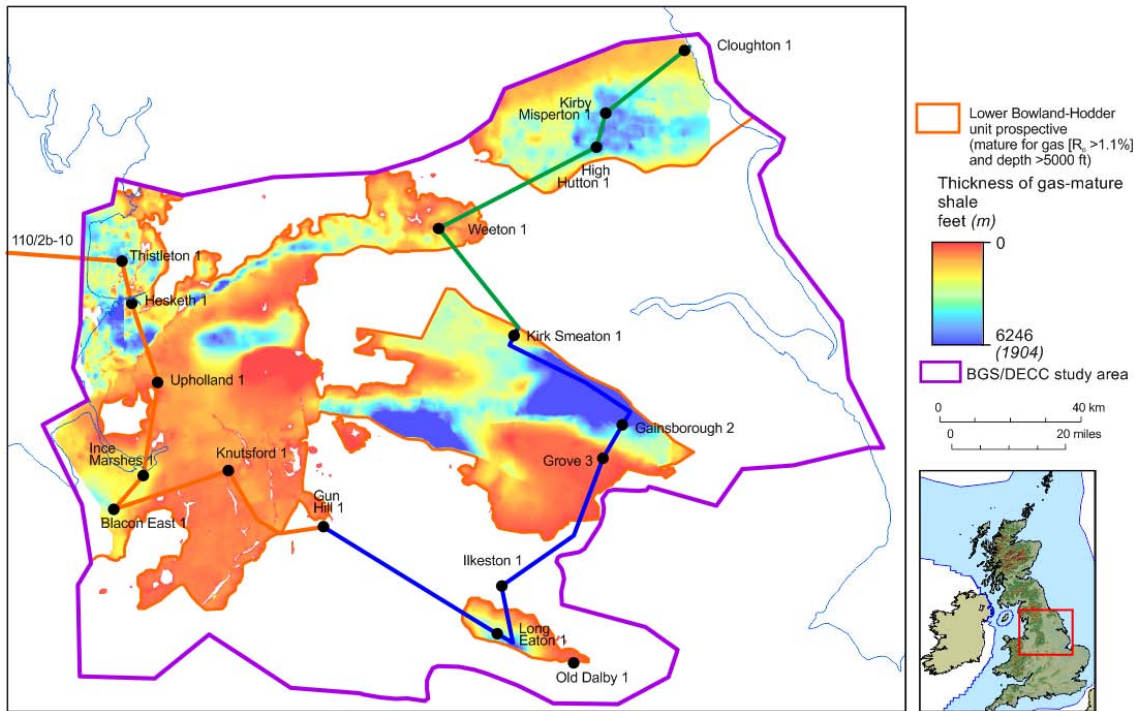 Cloughton 1
Kirby
Misperton 1
High
Hutton 1
Weeton 1
110/2b-10
Thistleton 1
Hesketh 1
Kirk Smeaton 1
Upholland 1
Gainsborough 2
Ince
Marshes 1
Knutsford 1
Grove 3
Blacon East 1
Gun
Hill 1
Ilkeston 1
Long
Eaton 1
Old Dalby 1
Lower Bowland-Hodder
unit prospective
(mature for gas [Ro >1.1%]
and depth >5000 ft)
Thickness of gas-mature
shale
feet (m)
0
6246
(1904)
BGS/DECC study area
0 40 km
0 20 miles